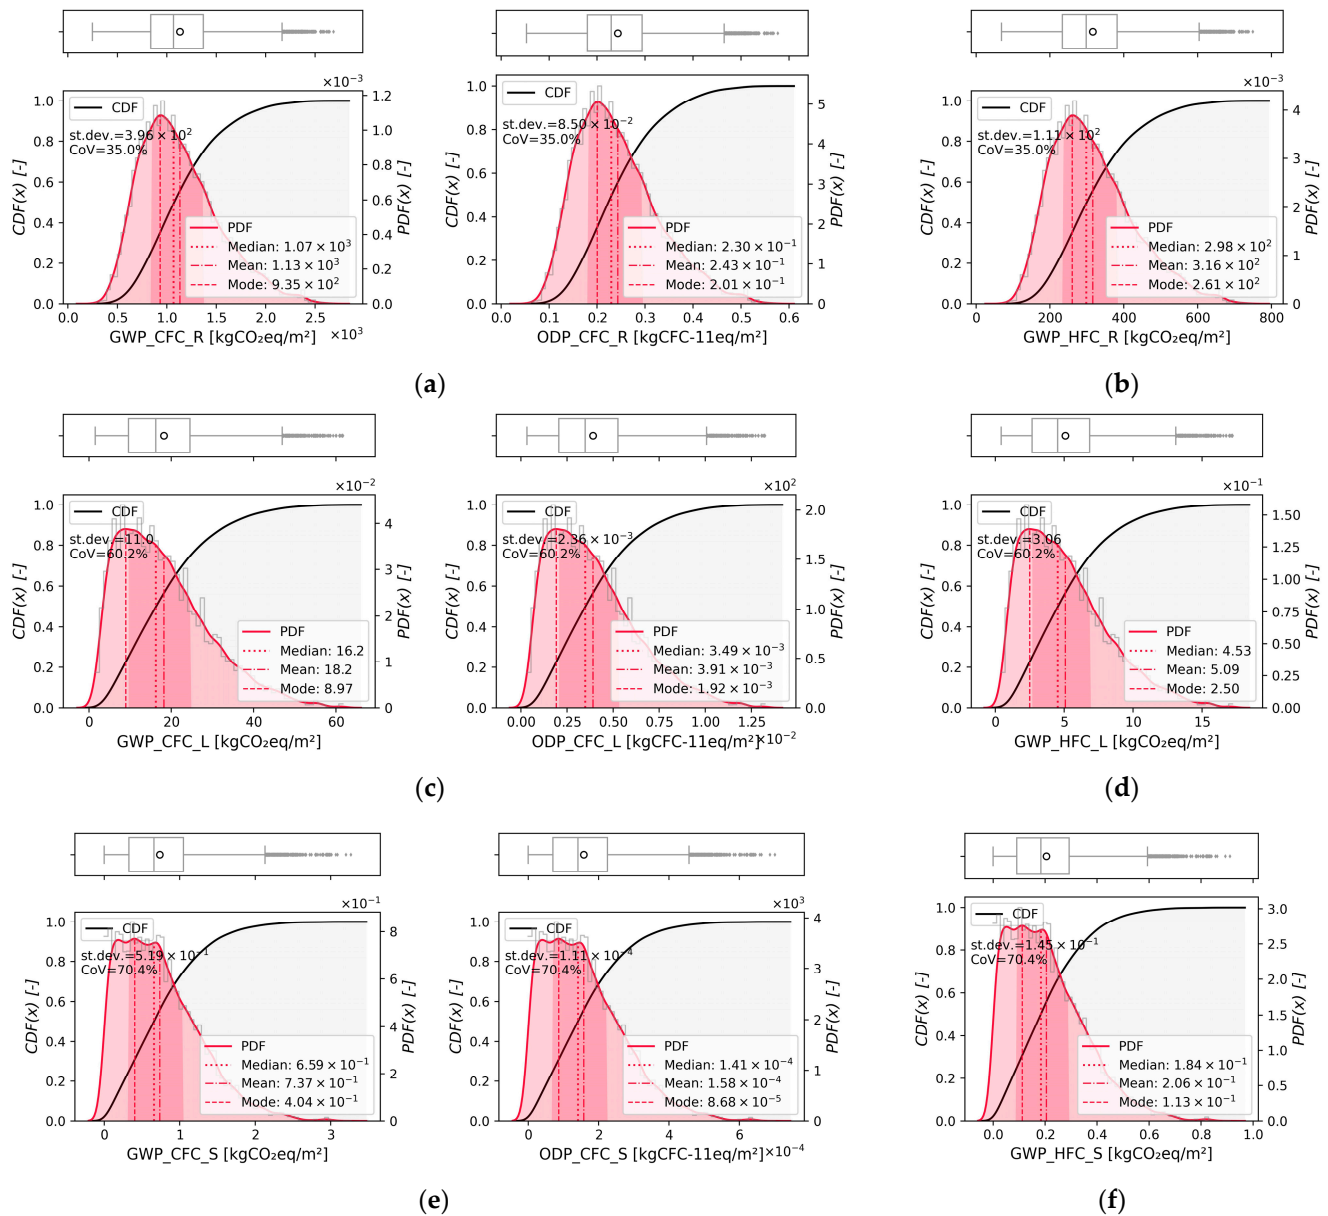 ×10⁻³
CDF
st.dev.=3.96 × 10²
CoV=35.0%
PDF
Median: 1.07 × 10³
Mean: 1.13 × 10³
Mode: 9.35 × 10²
CDF(x) [-]
1.0
0.8
0.6
0.4
0.2
0.0
PDF(x) [-]
1.2
1.0
0.8
0.6
0.4
0.2
0.0
0.0 0.5 1.0 1.5 2.0 2.5
GWP_CFC_R [kgCO₂eq/m²] ×10³
CDF
st.dev.=8.50 × 10⁻²
CoV=35.0%
PDF
Median: 2.30 × 10⁻¹
Mean: 2.43 × 10⁻¹
Mode: 2.01 × 10⁻¹
CDF(x) [-]
1.0
0.8
0.6
0.4
0.2
0.0
PDF(x) [-]
5
4
3
2
1
0
0.0 0.1 0.2 0.3 0.4 0.5 0.6
ODP_CFC_R [kgCFC-11eq/m²]
(a)
×10⁻³
CDF
st.dev.=1.11 × 10²
CoV=35.0%
PDF
Median: 2.98 × 10²
Mean: 3.16 × 10²
Mode: 2.61 × 10²
CDF(x) [-]
1.0
0.8
0.6
0.4
0.2
0.0
PDF(x) [-]
4
3
2
1
0
0 200 400 600 800
GWP_HFC_R [kgCO₂eq/m²]
(b)
×10⁻²
CDF
st.dev.=11.0
CoV=60.2%
PDF
Median: 16.2
Mean: 18.2
Mode: 8.97
CDF(x) [-]
1.0
0.8
0.6
0.4
0.2
0.0
PDF(x) [-]
4
3
2
1
0
0 20 40 60
GWP_CFC_L [kgCO₂eq/m²]
×10²
CDF
st.dev.=2.36 × 10⁻³
CoV=60.2%
PDF
Median: 3.49 × 10⁻³
Mean: 3.91 × 10⁻³
Mode: 1.92 × 10⁻³
CDF(x) [-]
1.0
0.8
0.6
0.4
0.2
0.0
PDF(x) [-]
2.0
1.5
1.0
0.5
0.0
0.00 0.25 0.50 0.75 1.00 1.25
ODP_CFC_L [kgCFC-11eq/m²] ×10⁻²
(c)
×10⁻¹
CDF
st.dev.=3.06
CoV=60.2%
PDF
Median: 4.53
Mean: 5.09
Mode: 2.50
CDF(x) [-]
1.0
0.8
0.6
0.4
0.2
0.0
PDF(x) [-]
1.50
1.25
1.00
0.75
0.50
0.25
0.00
0 5 10 15
GWP_HFC_L [kgCO₂eq/m²]
(d)
×10⁻¹
CDF
st.dev.=5.19 × 10⁻¹
CoV=70.4%
PDF
Median: 6.59 × 10⁻¹
Mean: 7.37 × 10⁻¹
Mode: 4.04 × 10⁻¹
CDF(x) [-]
1.0
0.8
0.6
0.4
0.2
0.0
PDF(x) [-]
8
6
4
2
0
0 1 2 3
GWP_CFC_S [kgCO₂eq/m²]
×10³
CDF
st.dev.=1.11 × 10⁻⁴
CoV=70.4%
PDF
Median: 1.41 × 10⁻⁴
Mean: 1.58 × 10⁻⁴
Mode: 8.68 × 10⁻⁵
CDF(x) [-]
1.0
0.8
0.6
0.4
0.2
0.0
PDF(x) [-]
4
3
2
1
0
0 2 4 6
ODP_CFC_S [kgCFC-11eq/m²] ×10⁻⁴
(e)
CDF
st.dev.=1.45 × 10⁻¹
CoV=70.4%
PDF
Median: 1.84 × 10⁻¹
Mean: 2.06 × 10⁻¹
Mode: 1.13 × 10⁻¹
CDF(x) [-]
1.0
0.8
0.6
0.4
0.2
0.0
PDF(x) [-]
3.0
2.5
2.0
1.5
1.0
0.5
0.0
0.0 0.2 0.4 0.6 0.8 1.0
GWP_HFC_S [kgCO₂eq/m²]
(f)